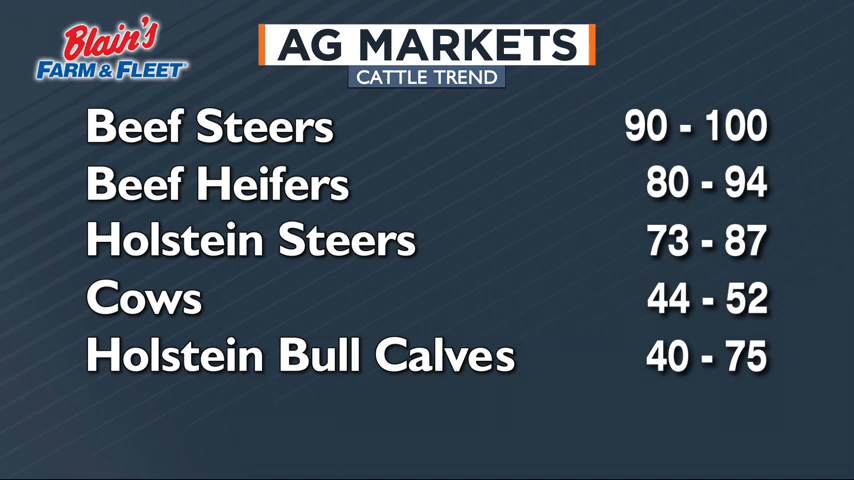 Blain's
FARM & FLEET
AG MARKETS
CATTLE TREND
Beef Steers 90 - 100
Beef Heifers 80 - 94
Holstein Steers 73 - 87
Cows 44 - 52
Holstein Bull Calves 40 - 75